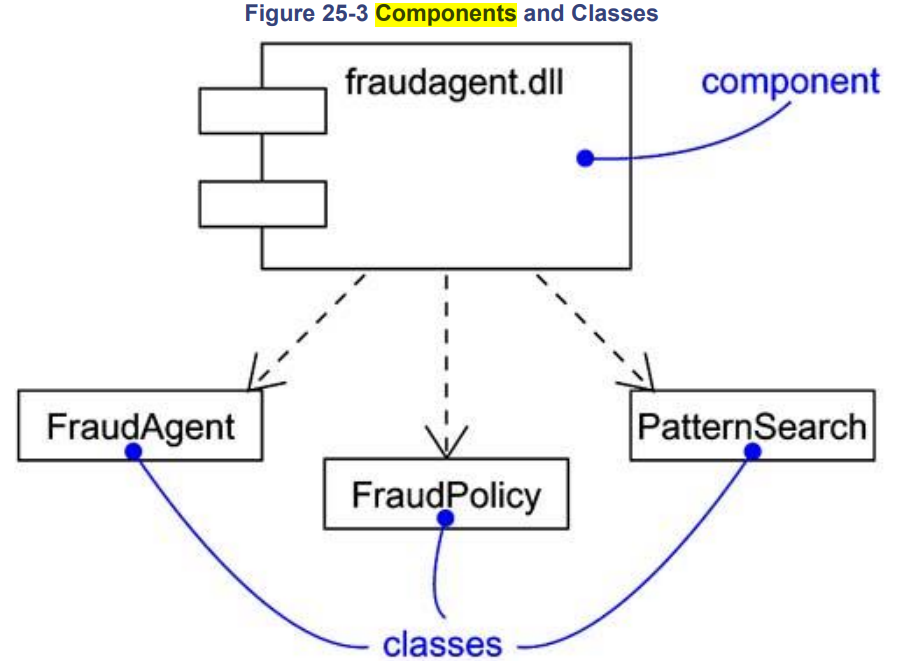 Figure 25-3 Components and Classes
fraudagent.dll
component
FraudAgent
PatternSearch
FraudPolicy
classes